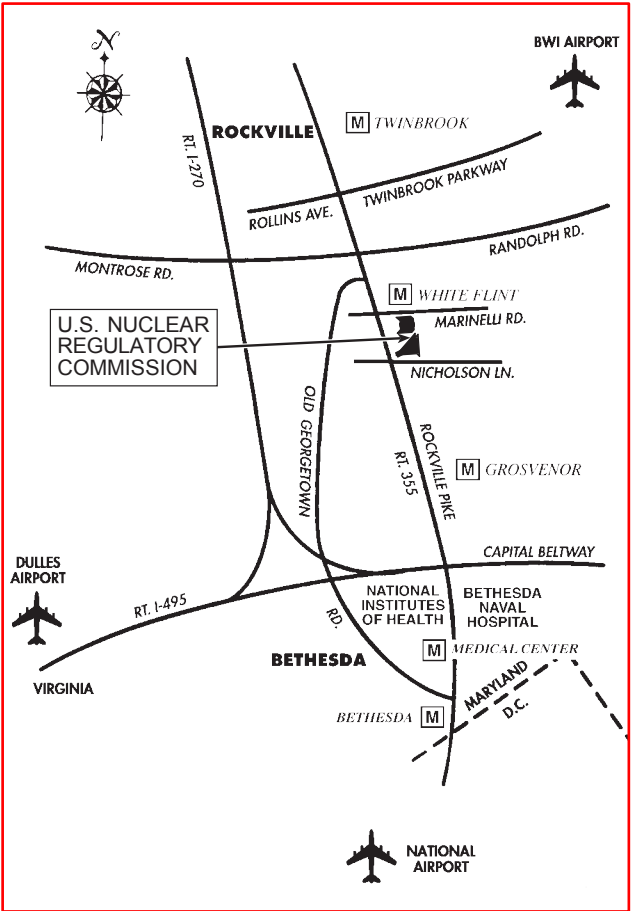 N
BWI AIRPORT
ROCKVILLE
M TWINBROOK
RT. I-270
TWINBROOK PARKWAY
ROLLINS AVE.
RANDOLPH RD.
MONTROSE RD.
M WHITE FLINT
MARINELLI RD.
U.S. NUCLEAR
REGULATORY
COMMISSION
NICHOLSON LN.
OLD GEORGETOWN
RD.
ROCKVILLE PIKE
RT. 355
M GROSVENOR
CAPITAL BELTWAY
DULLES
AIRPORT
RT. I-495
NATIONAL
INSTITUTES
OF HEALTH
BETHESDA
NAVAL
HOSPITAL
BETHESDA
M MEDICAL CENTER
VIRGINIA
MARYLAND
D.C.
BETHESDA M
NATIONAL
AIRPORT